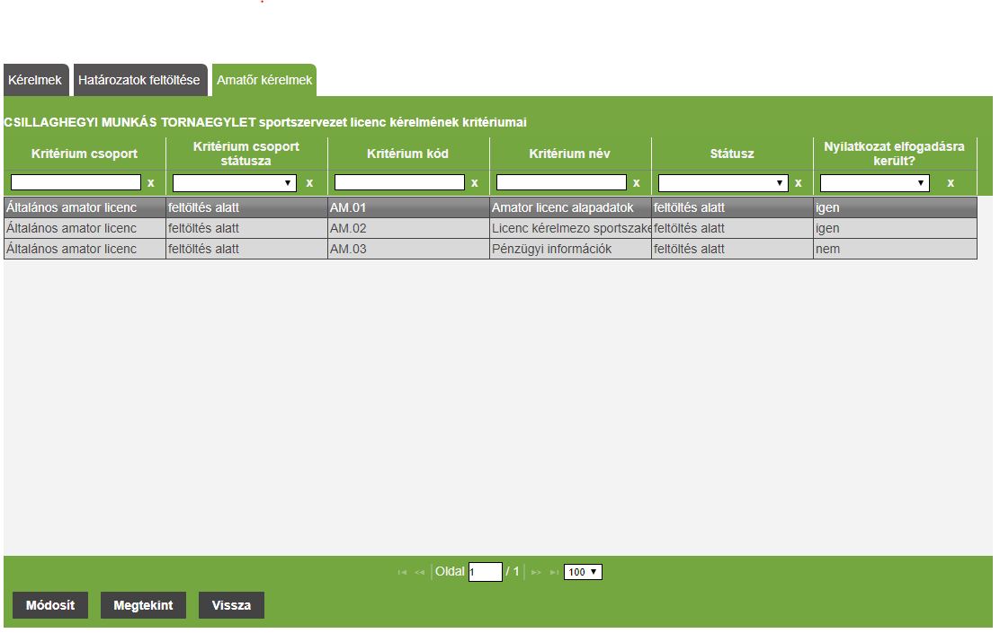 Kérelmek Határozatok feltöltése Amatőr kérelmek
CSILLAGHEGYI MUNKÁS TORNAEGYLET sportszervezet licenc kérelmének kritériumai
Kritérium csoport Kritérium csoport státusza Kritérium kód Kritérium név Státusz Nyilatkozat elfogadásra került?
x x x x x x
Általános amator licenc feltöltés alatt AM.01 Amator licenc alapadatok feltöltés alatt igen
Általános amator licenc feltöltés alatt AM.02 Licenc kérelmezo sportszake feltöltés alatt igen
Általános amator licenc feltöltés alatt AM.03 Pénzügyi információk feltöltés alatt nem
Oldal 1 / 1 100
Módosít Megtekint Vissza